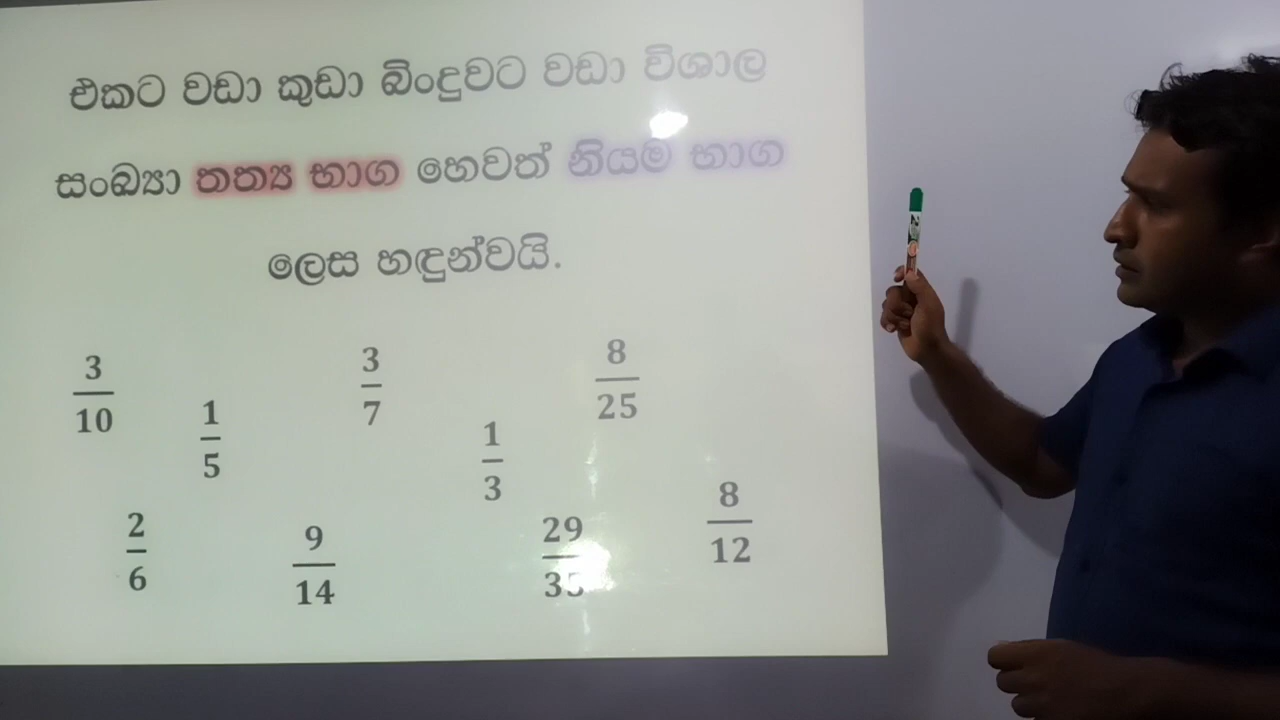 එකට වඩා කුඩා බිංදුවට වඩා විශාල
සංඛ්‍යා තත්‍ය භාග හෙවත් නියම භාග
ලෙස හඳුන්වයි.
3/10 1/5 3/7 1/3 8/25
2/6 9/14 29/35 8/12